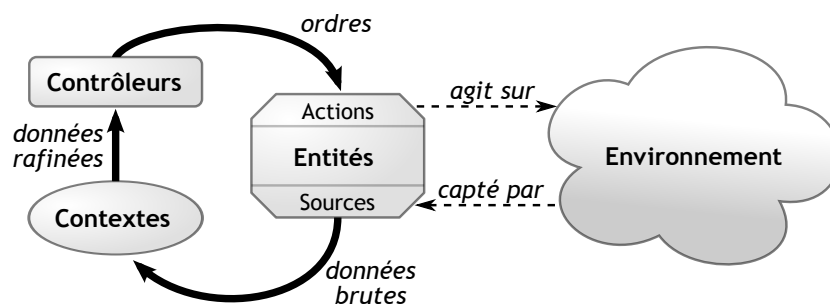 ordres
Contrôleurs
Actions
agit sur
données
rafinées
Entités
Environnement
Contextes
Sources
capté par
données
brutes